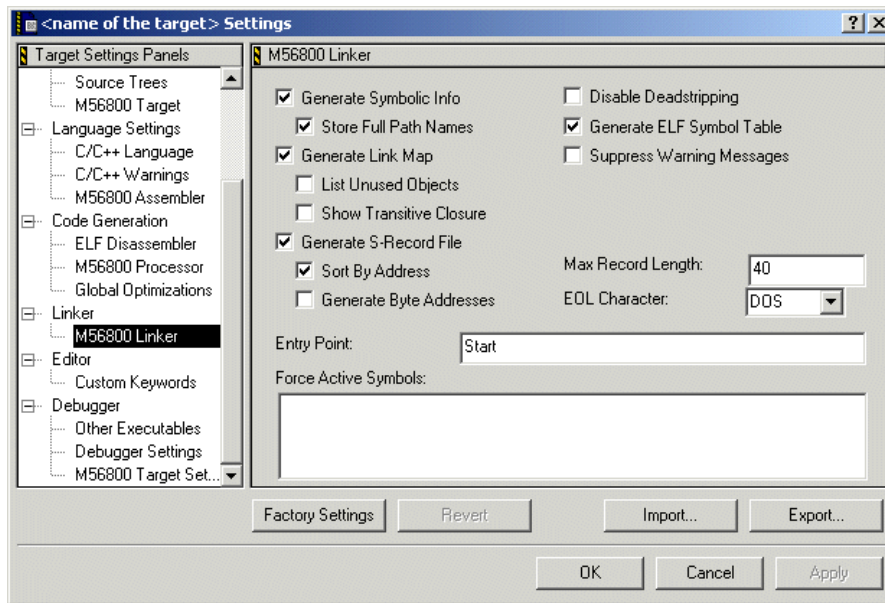 <name of the target> Settings
Target Settings Panels
Source Trees
M56800 Target
Language Settings
C/C++ Language
C/C++ Warnings
M56800 Assembler
Code Generation
ELF Disassembler
M56800 Processor
Global Optimizations
Linker
M56800 Linker
Editor
Custom Keywords
Debugger
Other Executables
Debugger Settings
M56800 Target Set...
M56800 Linker
Generate Symbolic Info
Store Full Path Names
Generate Link Map
List Unused Objects
Show Transitive Closure
Generate S-Record File
Sort By Address
Generate Byte Addresses
Disable Deadstripping
Generate ELF Symbol Table
Suppress Warning Messages
Max Record Length: 40
EOL Character: DOS
Entry Point: Start
Force Active Symbols:
Factory Settings Revert Import... Export...
OK Cancel Apply